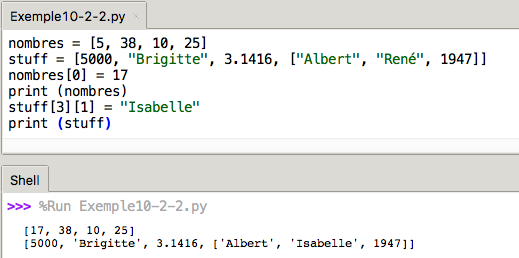 Exemple10-2-2.py
nombres = [5, 38, 10, 25]
stuff = [5000, "Brigitte", 3.1416, ["Albert", "René", 1947]]
nombres[0] = 17
print (nombres)
stuff[3][1] = "Isabelle"
print (stuff)
Shell
>>> %Run Exemple10-2-2.py
[17, 38, 10, 25]
[5000, 'Brigitte', 3.1416, ['Albert', 'Isabelle', 1947]]